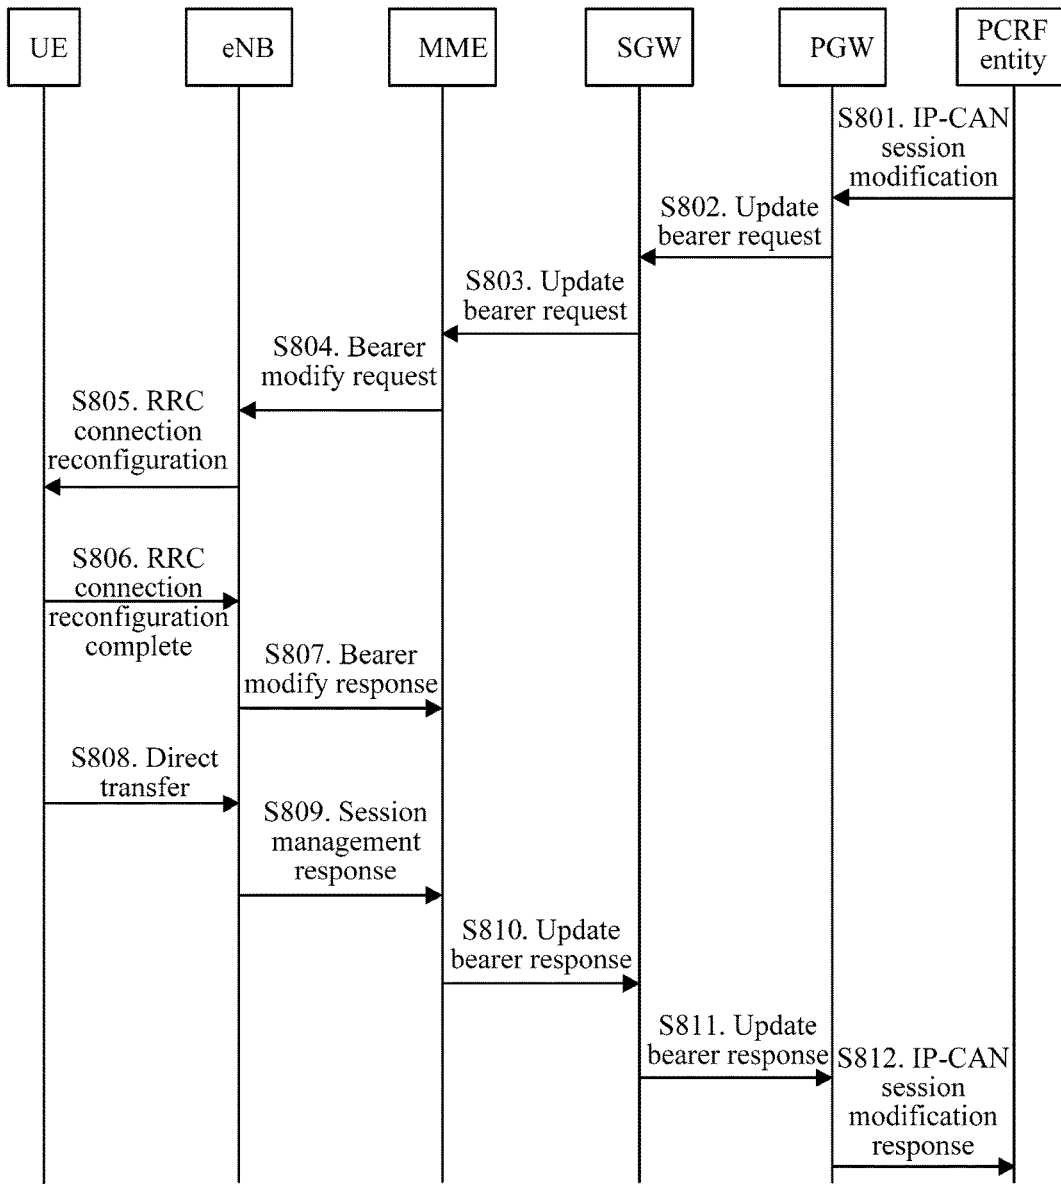 UE
eNB
MME
SGW
PGW
PCRF
entity
S801. IP-CAN
session
modification
S802. Update
bearer request
S803. Update
bearer request
S804. Bearer
modify request
S805. RRC
connection
reconfiguration
S806. RRC
connection
reconfiguration
complete
S807. Bearer
modify response
S808. Direct
transfer
S809. Session
management
response
S810. Update
bearer response
S811. Update
bearer response
S812. IP-CAN
session
modification
response